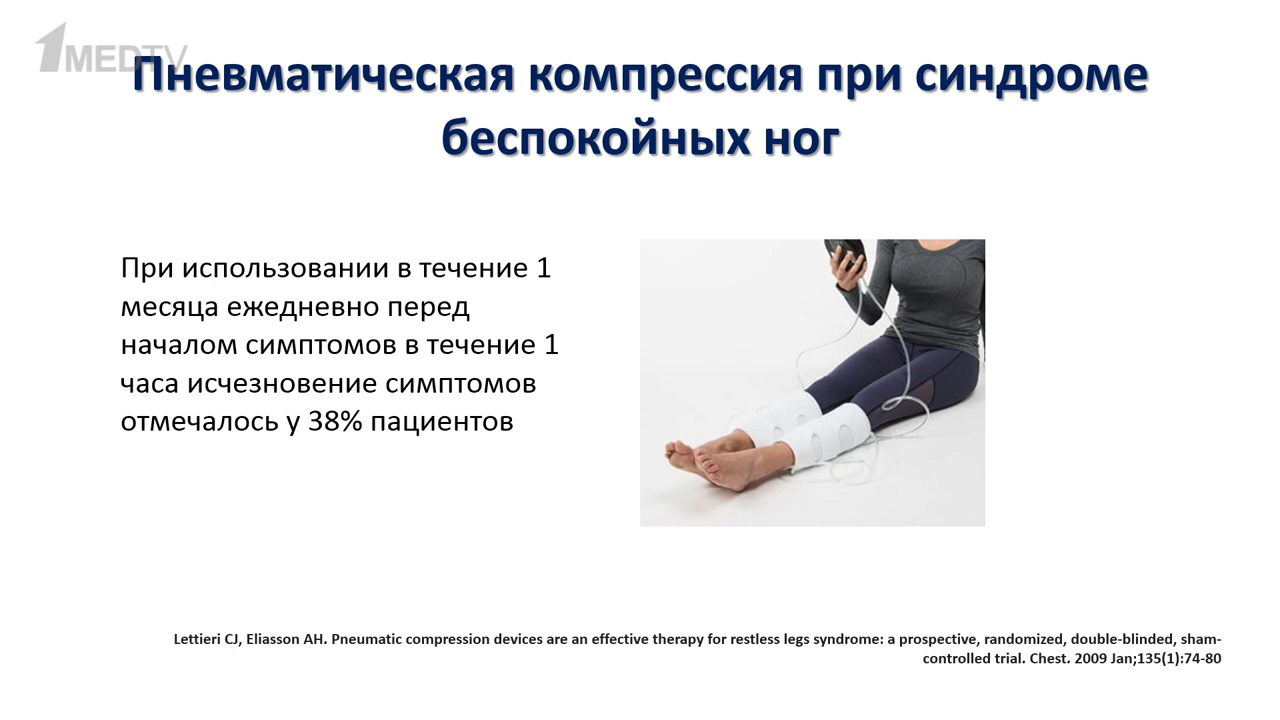 1MEDTV
Пневматическая компрессия при синдроме
беспокойных ног
При использовании в течение 1
месяца ежедневно перед
началом симптомов в течение 1
часа исчезновение симптомов
отмечалось у 38% пациентов
Lettieri CJ, Eliasson AH. Pneumatic compression devices are an effective therapy for restless legs syndrome: a prospective, randomized, double-blinded, sham-
controlled trial. Chest. 2009 Jan;135(1):74-80